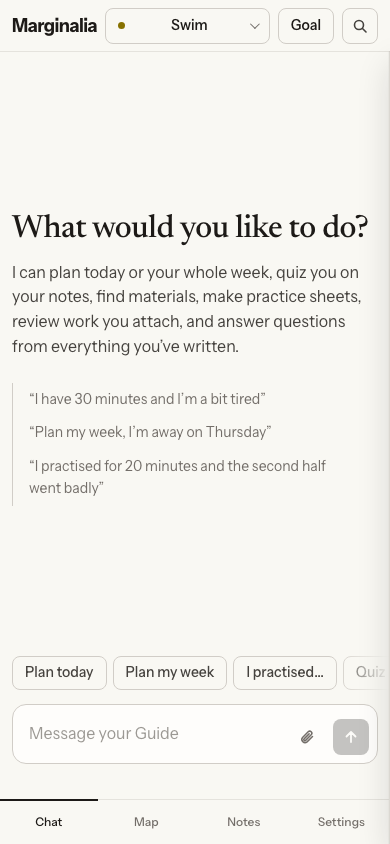 Marginalia
Swim
Goal
What would you like to do?
I can plan today or your whole week, quiz you on
your notes, find materials, make practice sheets,
review work you attach, and answer questions
from everything you’ve written.
“I have 30 minutes and I’m a bit tired”
“Plan my week, I’m away on Thursday”
“I practised for 20 minutes and the second half
went badly”
Plan today
Plan my week
I practised…
Quiz
Message your Guide
Chat
Map
Notes
Settings